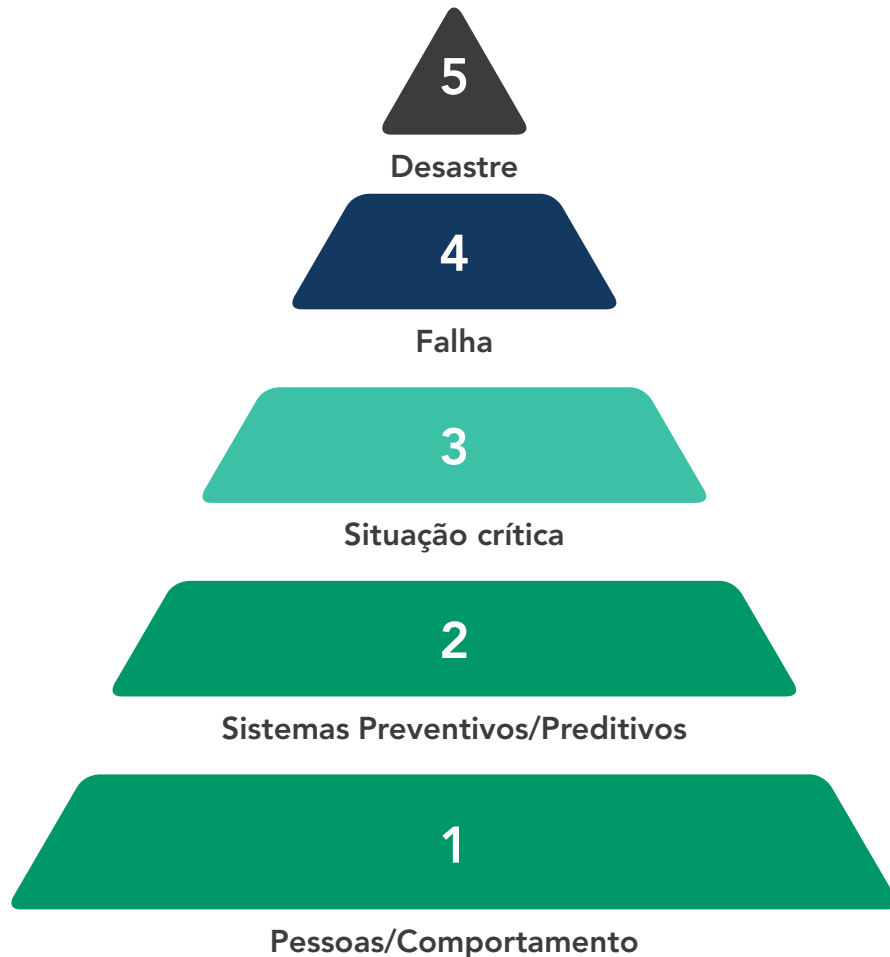 5
Desastre
4
Falha
3
Situação crítica
2
Sistemas Preventivos/Preditivos
1
Pessoas/Comportamento